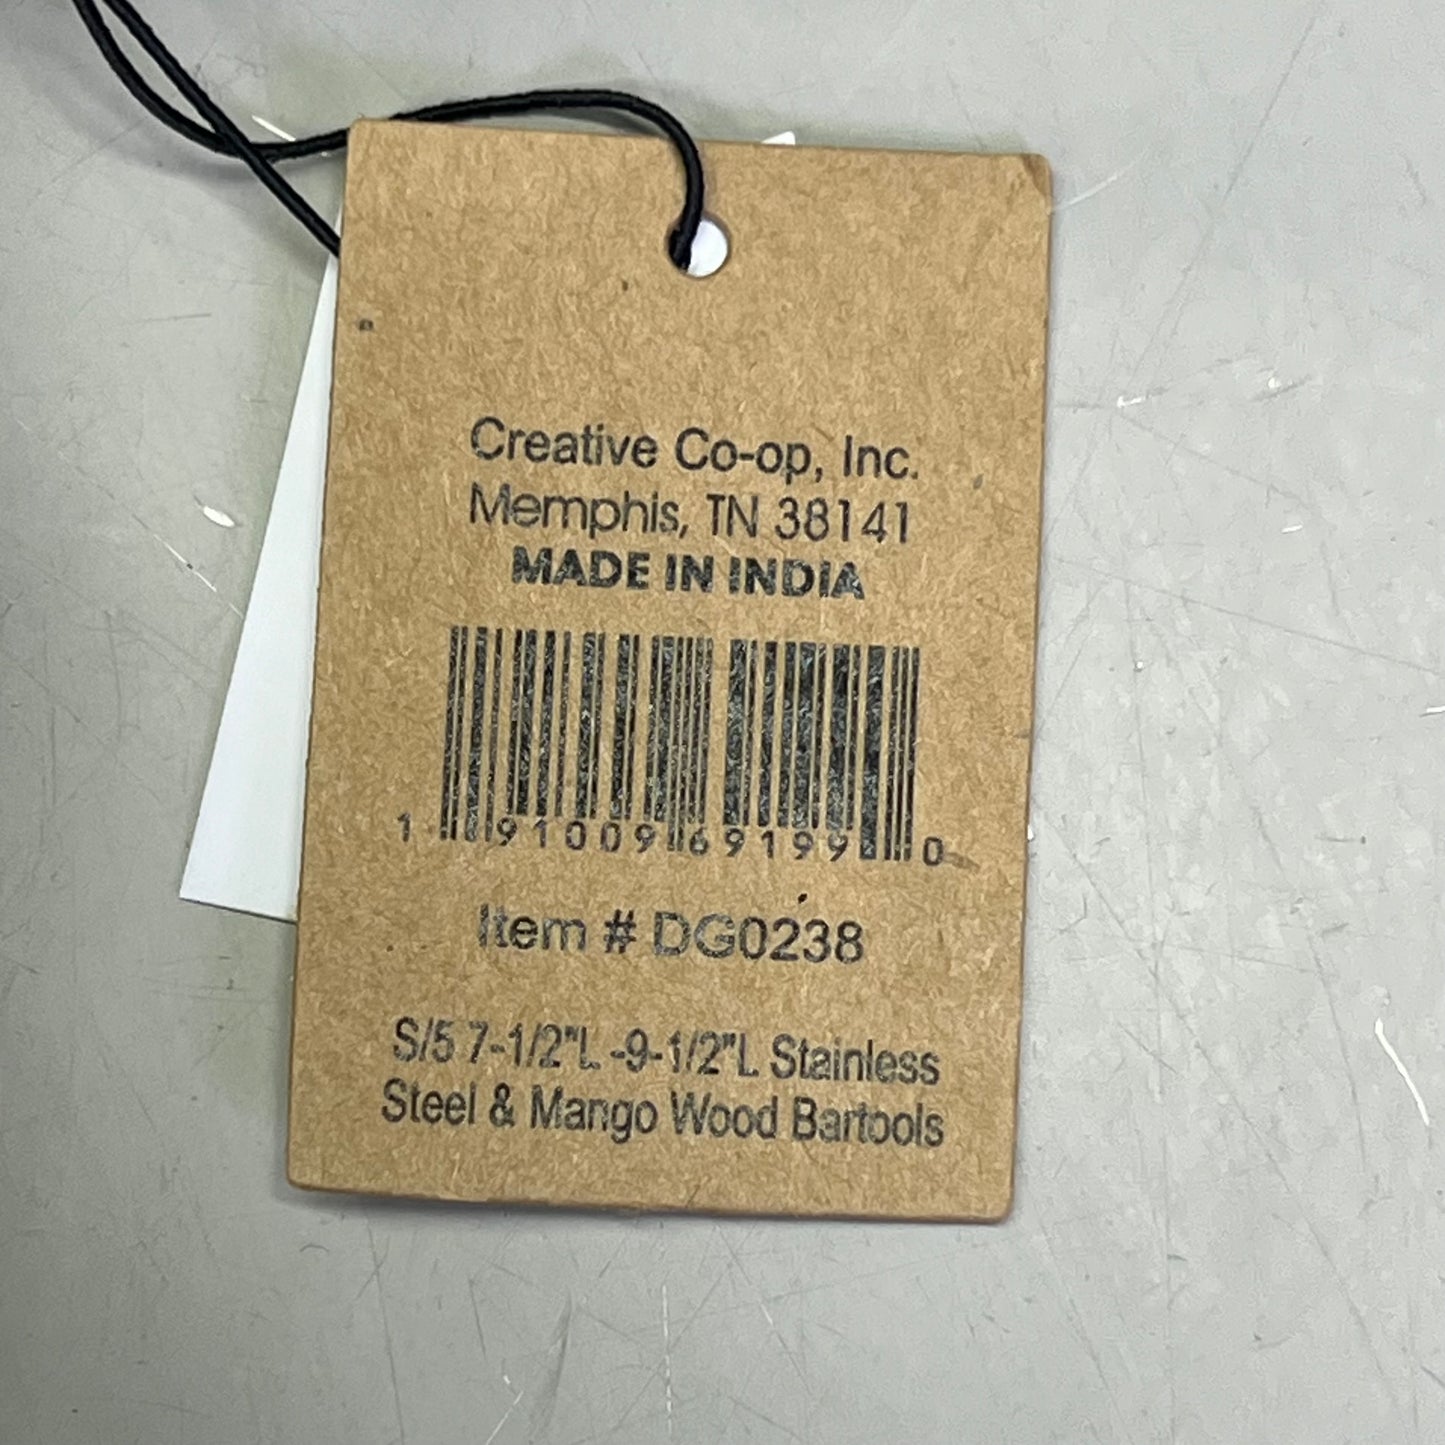 Creative Co-op, Inc.
Memphis, TN 38141
MADE IN INDIA
1 91009 69199 0
Item # DG0238
S/5 7-1/2"L -9-1/2"L Stainless
Steel & Mango Wood Bartools